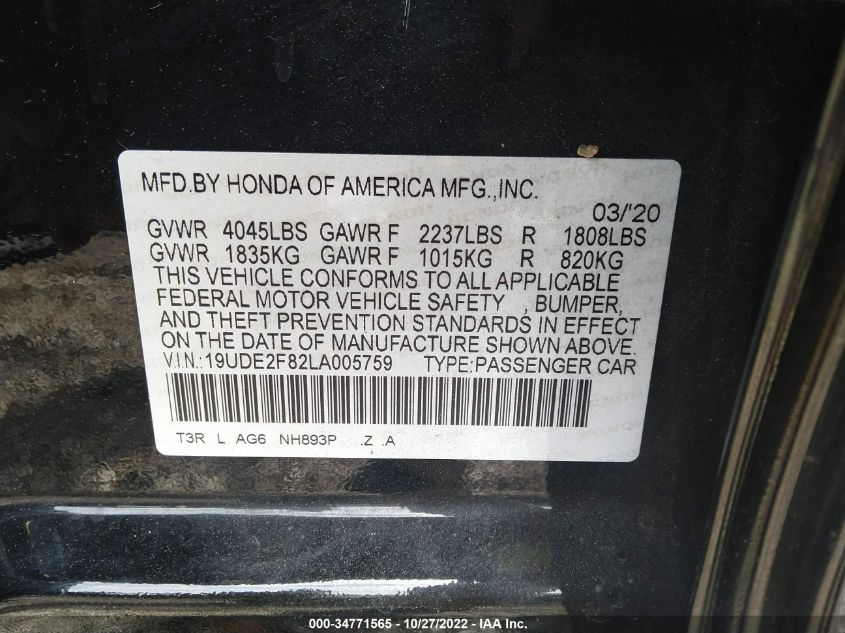 MFD.BY HONDA OF AMERICA MFG.,INC.
03/'20
GVWR 4045LBS GAWR F 2237LBS R 1808LBS
GVWR 1835KG GAWR F 1015KG R 820KG
THIS VEHICLE CONFORMS TO ALL APPLICABLE
FEDERAL MOTOR VEHICLE SAFETY , BUMPER,
AND THEFT PREVENTION STANDARDS IN EFFECT
ON THE DATE OF MANUFACTURE SHOWN ABOVE.
V.I.N.:19UDE2F82LA005759 TYPE:PASSENGER CAR
T3R L AG6 NH893P .Z .A
000-34771565 - 10/27/2022 - IAA Inc.